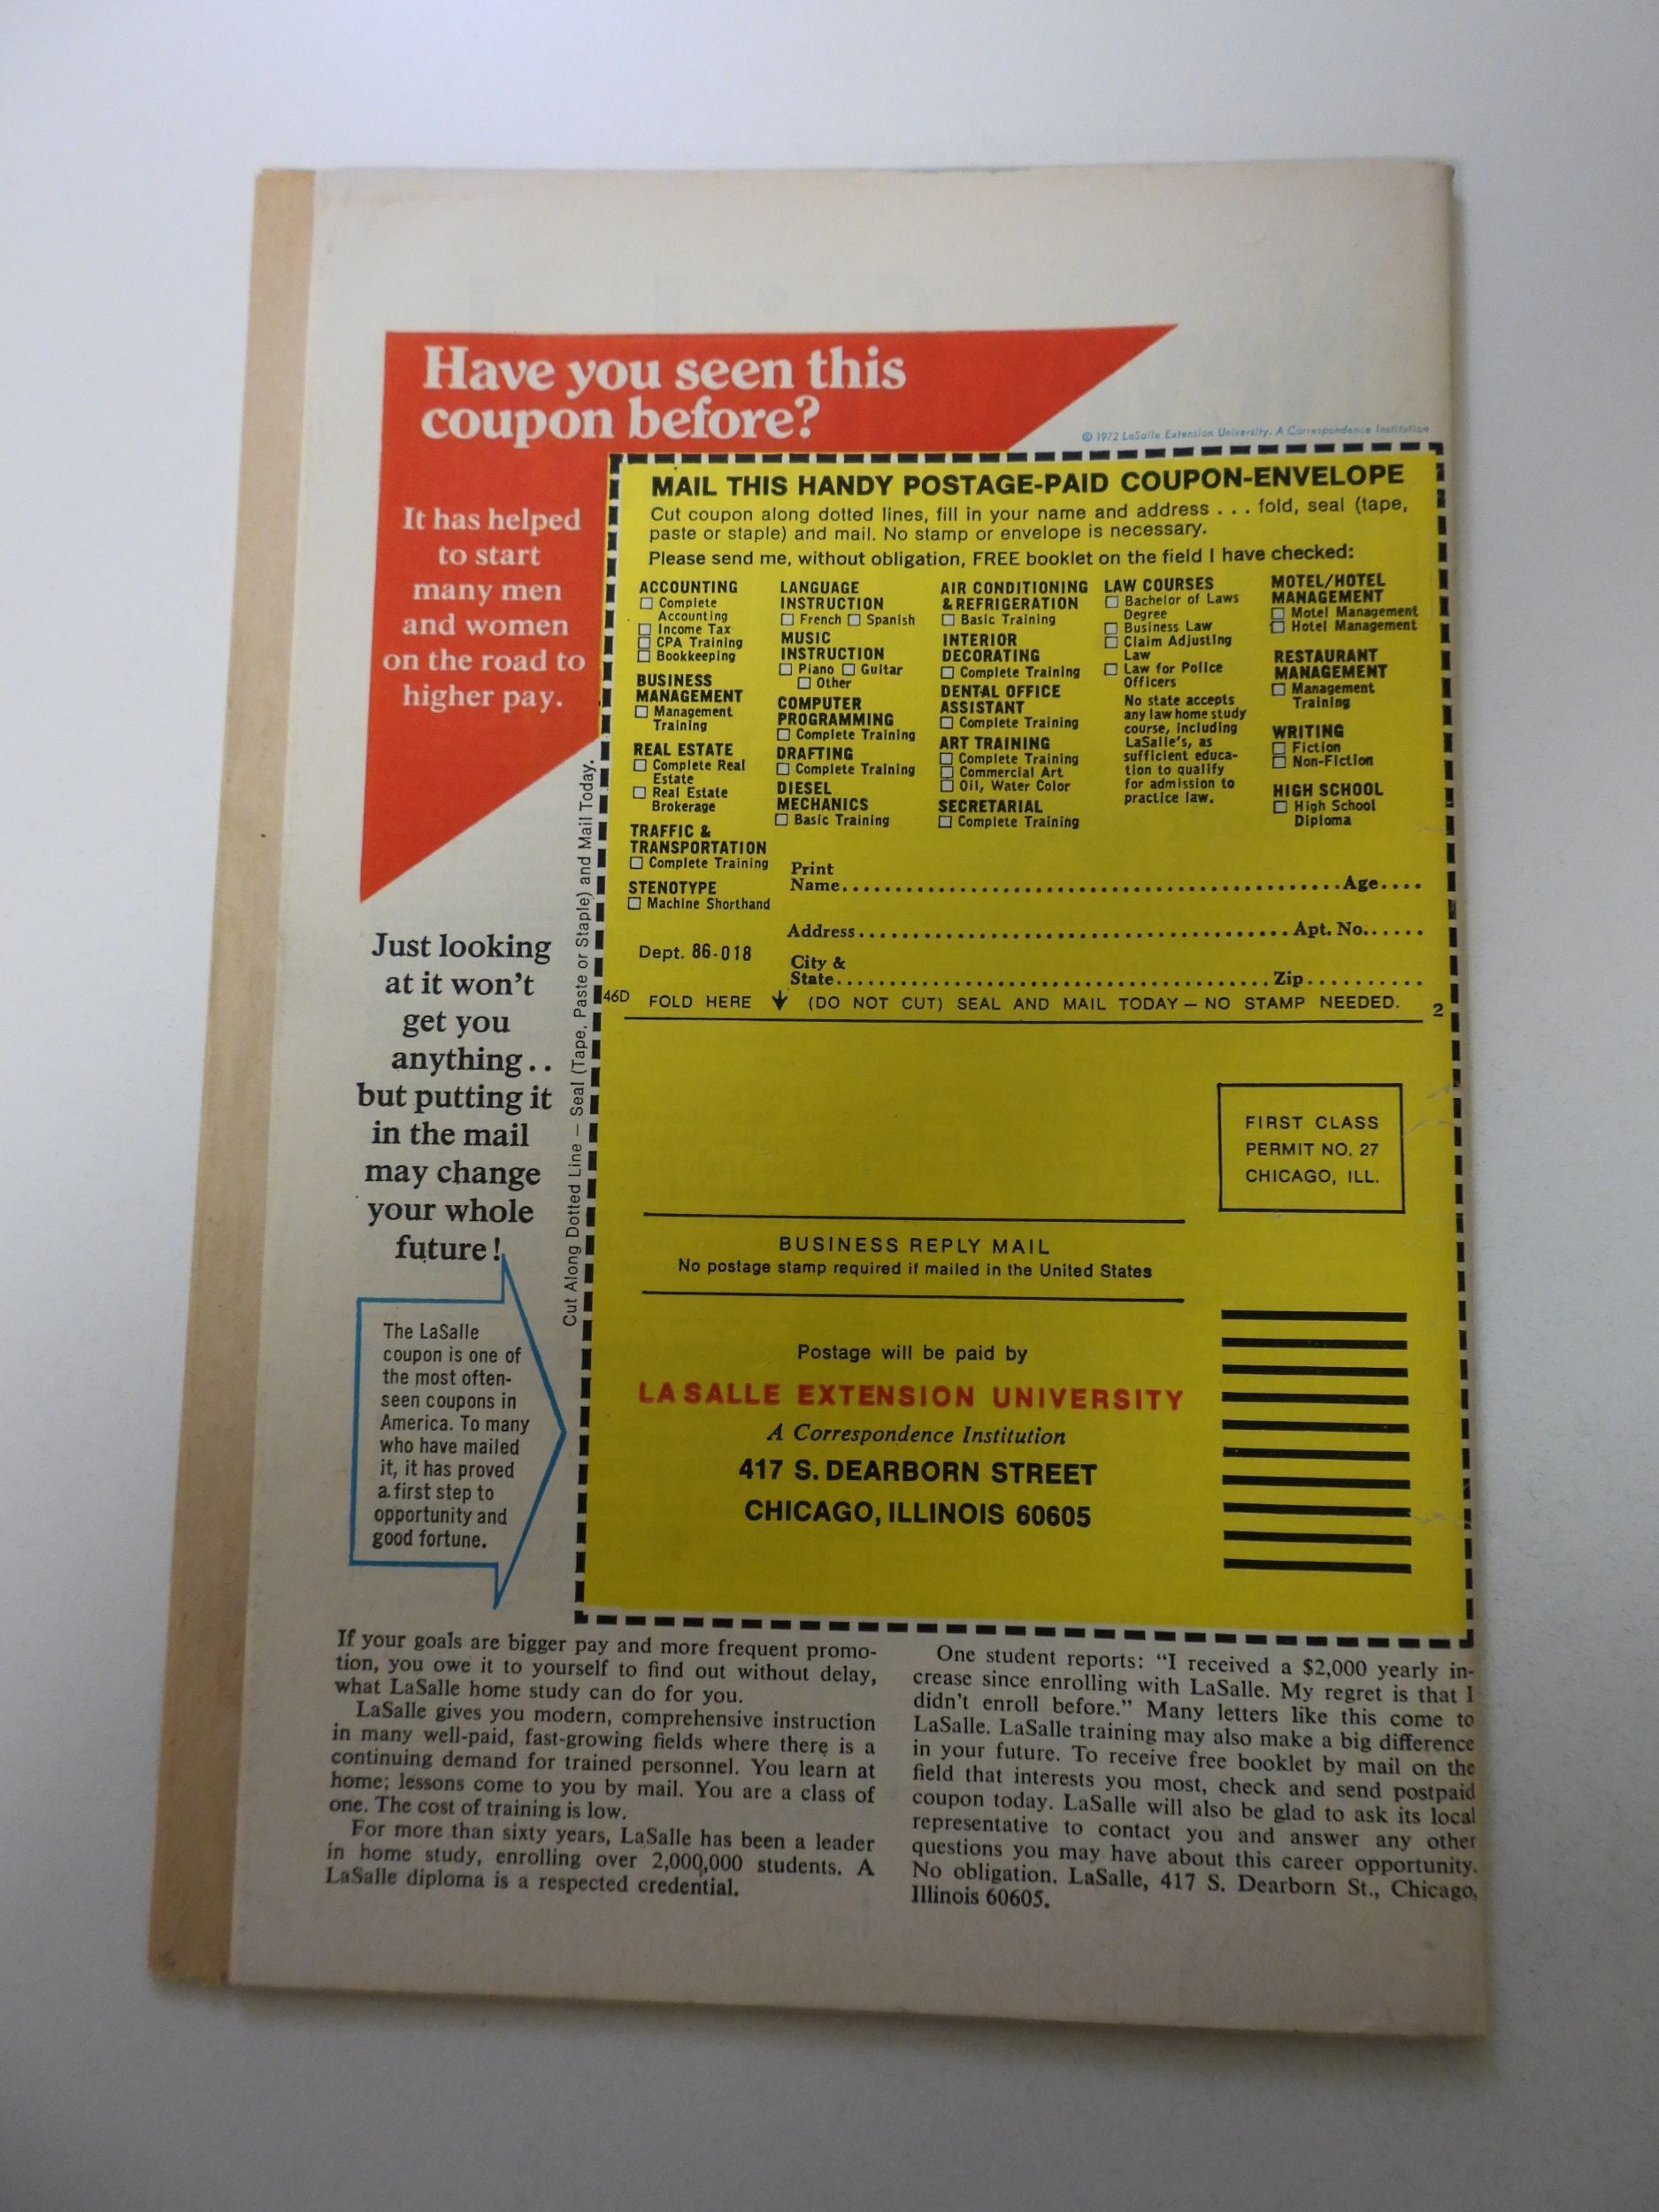 Have you seen this
coupon before?
© 1972 LaSalle Extension University. A Correspondence Institution
It has helped
to start
many men
and women
on the road to
higher pay.
Just looking
at it won't
get you
anything..
but putting it
in the mail
may change
your whole
future!
The LaSalle
coupon is one of
the most often-
seen coupons in
America. To many
who have mailed
it, it has proved
a first step to
opportunity and
good fortune.
Cut Along Dotted Line — Seal (Tape, Paste or Staple) and Mail Today.
MAIL THIS HANDY POSTAGE-PAID COUPON-ENVELOPE
Cut coupon along dotted lines, fill in your name and address . . . fold, seal (tape,
paste or staple) and mail. No stamp or envelope is necessary.
Please send me, without obligation, FREE booklet on the field I have checked:
ACCOUNTING
Complete
Accounting
Income Tax
CPA Training
Bookkeeping
BUSINESS
MANAGEMENT
Management
Training
REAL ESTATE
Complete Real
Estate
Real Estate
Brokerage
TRAFFIC &
TRANSPORTATION
Complete Training
STENOTYPE
Machine Shorthand
LANGUAGE
INSTRUCTION
French Spanish
MUSIC
INSTRUCTION
Piano Guitar
Other
COMPUTER
PROGRAMMING
Complete Training
DRAFTING
Complete Training
DIESEL
MECHANICS
Basic Training
AIR CONDITIONING
& REFRIGERATION
Basic Training
INTERIOR
DECORATING
Complete Training
DENTAL OFFICE
ASSISTANT
Complete Training
ART TRAINING
Complete Training
Commercial Art
Oil, Water Color
SECRETARIAL
Complete Training
LAW COURSES
Bachelor of Laws
Degree
Business Law
Claim Adjusting
Law
Law for Police
Officers
No state accepts
any law home study
course, including
LaSalle's, as
sufficient educa-
tion to qualify
for admission to
practice law.
MOTEL/HOTEL
MANAGEMENT
Motel Management
Hotel Management
RESTAURANT
MANAGEMENT
Management
Training
WRITING
Fiction
Non-Fiction
HIGH SCHOOL
High School
Diploma
Print
Name Age
Address Apt. No.
Dept. 86-018
City &
State Zip
46D FOLD HERE (DO NOT CUT) SEAL AND MAIL TODAY — NO STAMP NEEDED. 2
FIRST CLASS
PERMIT NO. 27
CHICAGO, ILL.
BUSINESS REPLY MAIL
No postage stamp required if mailed in the United States
Postage will be paid by
LA SALLE EXTENSION UNIVERSITY
A Correspondence Institution
417 S. DEARBORN STREET
CHICAGO, ILLINOIS 60605
If your goals are bigger pay and more frequent promo-
tion, you owe it to yourself to find out without delay,
what LaSalle home study can do for you.
LaSalle gives you modern, comprehensive instruction
in many well-paid, fast-growing fields where there is a
continuing demand for trained personnel. You learn at
home; lessons come to you by mail. You are a class of
one. The cost of training is low.
For more than sixty years, LaSalle has been a leader
in home study, enrolling over 2,000,000 students. A
LaSalle diploma is a respected credential.
One student reports: "I received a $2,000 yearly in-
crease since enrolling with LaSalle. My regret is that I
didn't enroll before." Many letters like this come to
LaSalle. LaSalle training may also make a big difference
in your future. To receive free booklet by mail on the
field that interests you most, check and send postpaid
coupon today. LaSalle will also be glad to ask its local
representative to contact you and answer any other
questions you may have about this career opportunity.
No obligation. LaSalle, 417 S. Dearborn St., Chicago,
Illinois 60605.